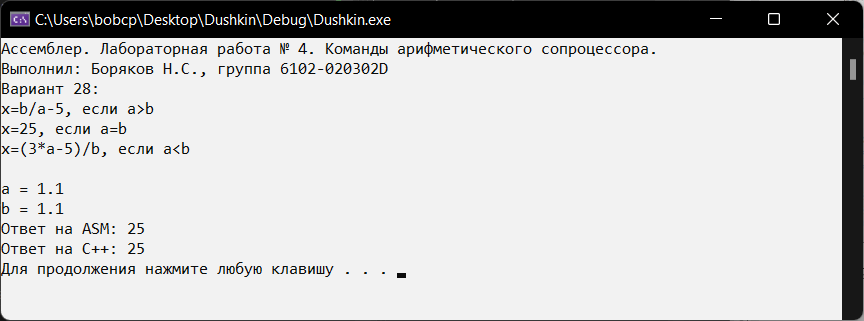 C:\Users\bobcp\Desktop\Dushkin\Debug\Dushkin.exe
Ассемблер. Лабораторная работа № 4. Команды арифметического сопроцессора.
Выполнил: Боряков Н.С., группа 6102-020302D
Вариант 28:
x=b/a-5, если a>b
x=25, если a=b
x=(3*a-5)/b, если a<b
a = 1.1
b = 1.1
Ответ на ASM: 25
Ответ на C++: 25
Для продолжения нажмите любую клавишу . . .